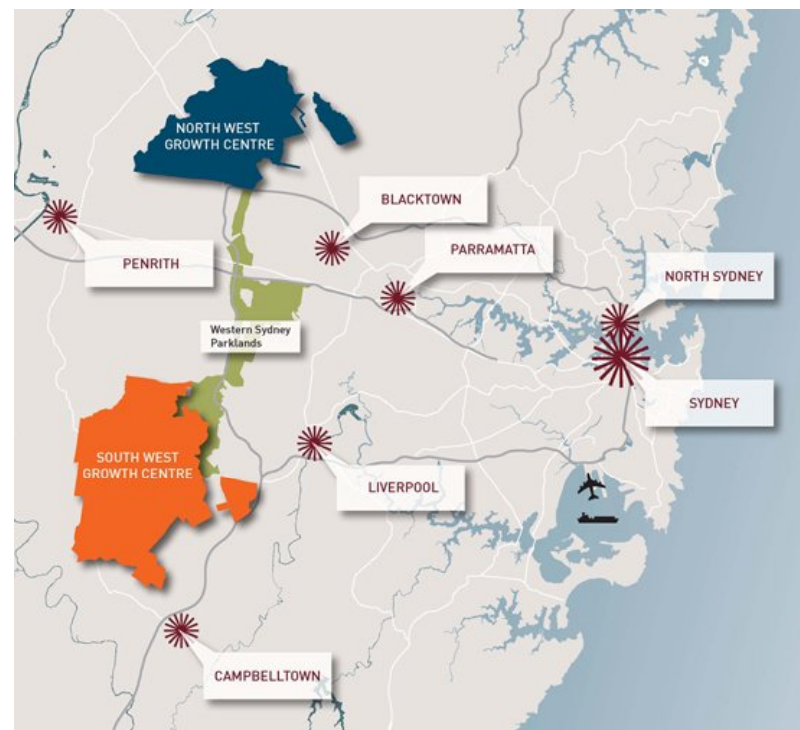 NORTH WEST
GROWTH CENTRE
BLACKTOWN
PENRITH
PARRAMATTA
NORTH SYDNEY
Western Sydney
Parklands
SYDNEY
SOUTH WEST
GROWTH CENTRE
LIVERPOOL
CAMPBELLTOWN